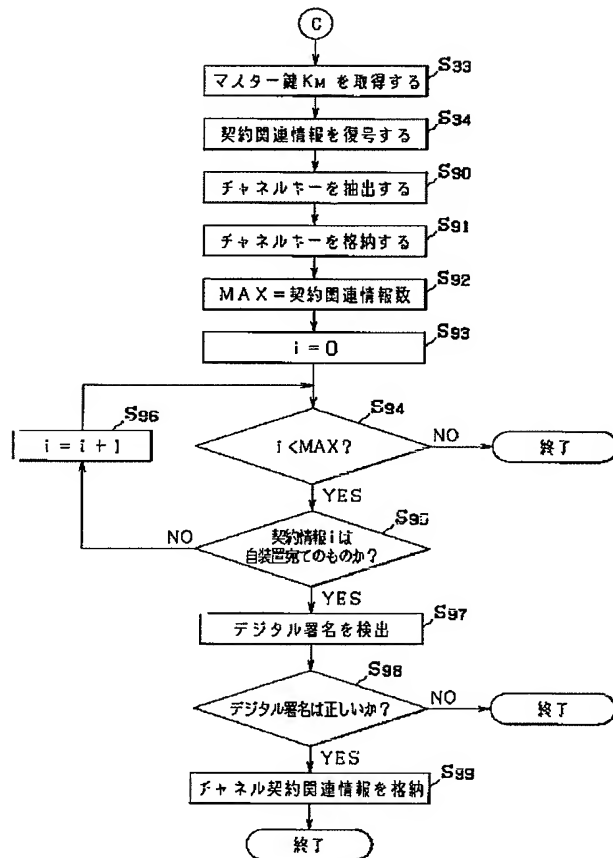 C
S33
マスター鍵KMを取得する
S34
契約関連情報を復号する
S90
チャネルキーを抽出する
S91
チャネルキーを格納する
S92
MAX=契約関連情報数
S93
i=0
S96
i=i+1
S94
i<MAX?
NO
終了
YES
S95
契約情報iは
自装置宛てのものか?
NO
YES
S97
デジタル署名を検出
S98
デジタル署名は正しいか?
NO
終了
YES
S99
チャネル契約関連情報を格納
終了